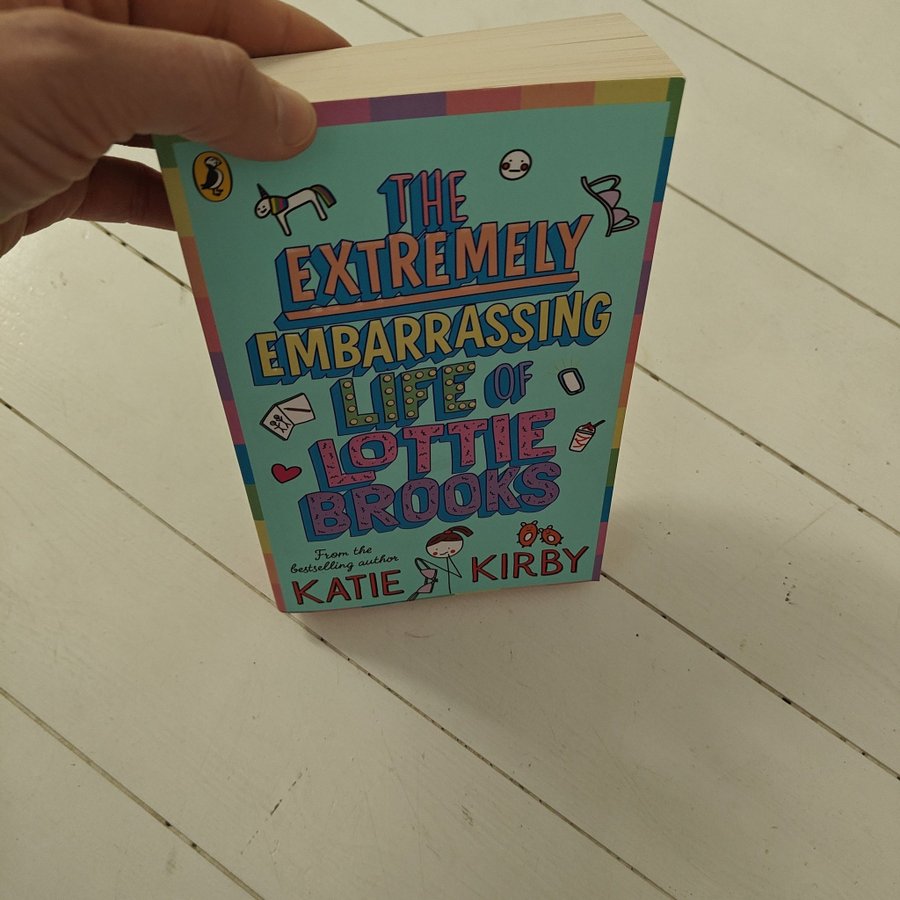 THE
EXTREMELY
EMBARRASSING
LIFE OF
LOTTIE
BROOKS
From the
bestselling author
KATIE KIRBY